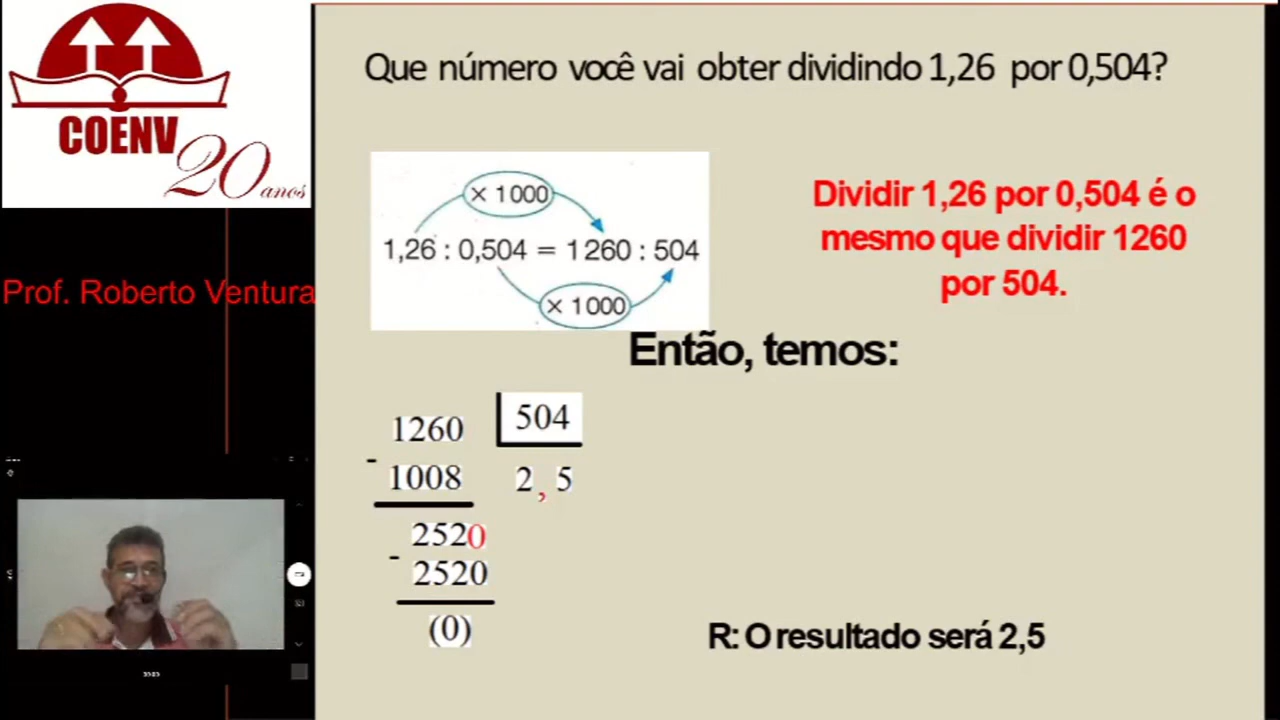 COENV
20 anos
Prof. Roberto Ventura
Que número você vai obter dividindo 1,26 por 0,504?
× 1000
1,26 : 0,504 = 1260 : 504
× 1000
Dividir 1,26 por 0,504 é o
mesmo que dividir 1260
por 504.
Então, temos:
1260 504
- 1008 2,5
2520
- 2520
(0)
R: O resultado será 2,5